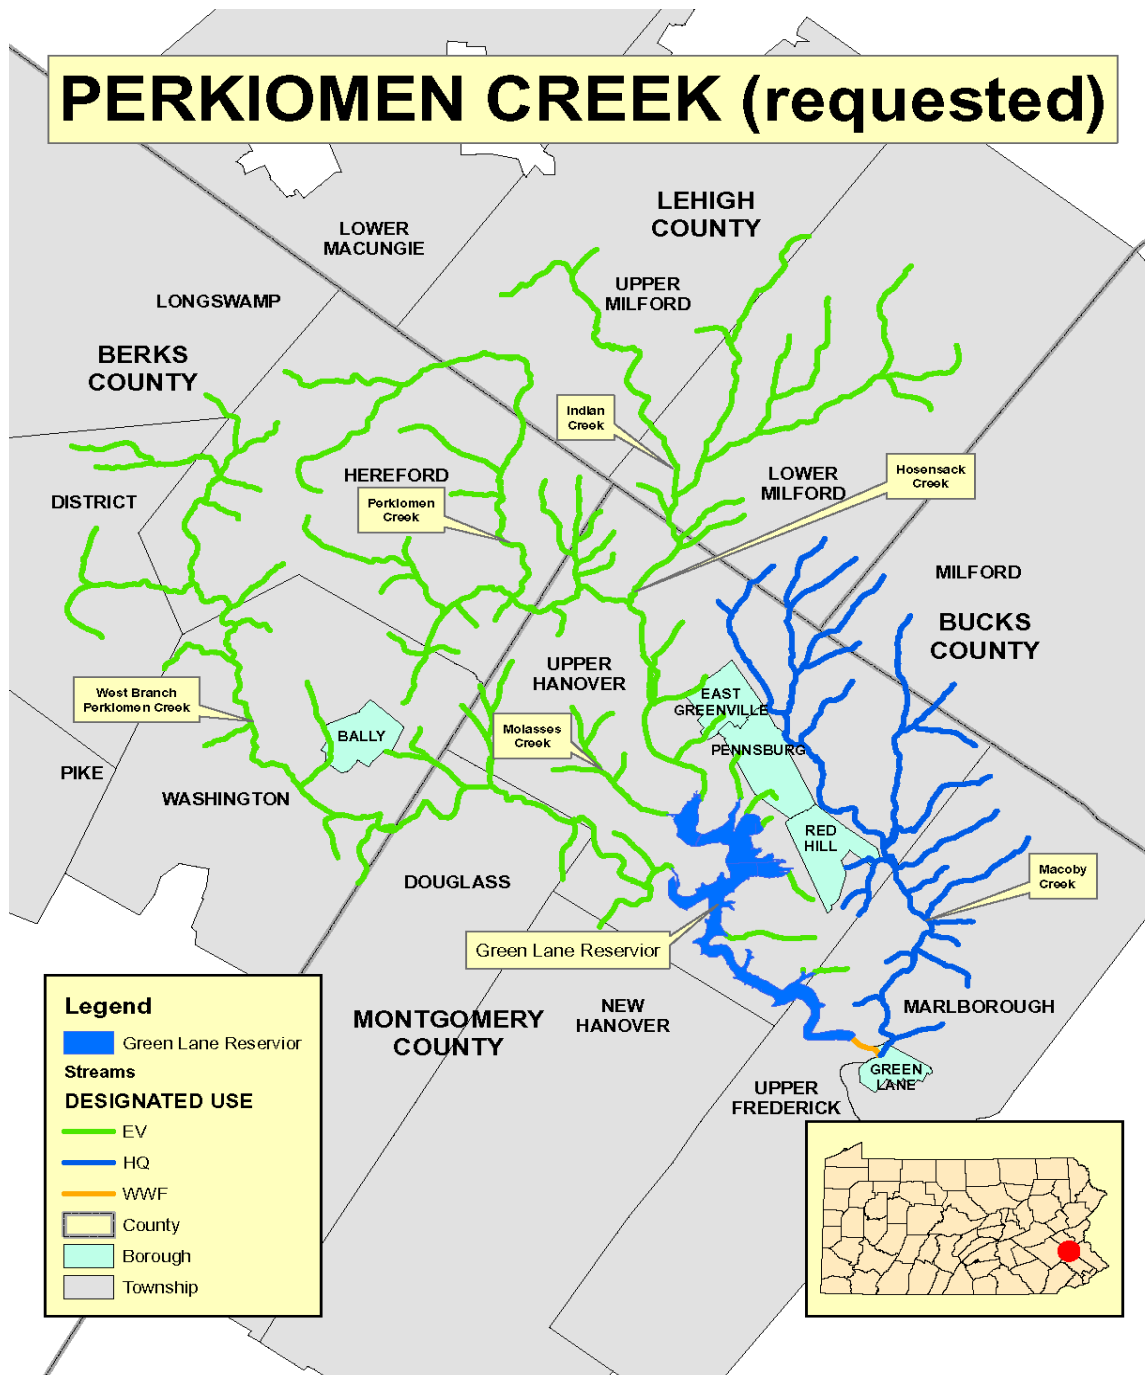 PERKIOMEN CREEK (requested)
LEHIGH
COUNTY
LOWER
MACUNGIE
UPPER
MILFORD
LONGSWAMP
BERKS
COUNTY
Indian
Creek
HEREFORD
LOWER
MILFORD
Hosensack
Creek
DISTRICT
Perkiomen
Creek
MILFORD
BUCKS
COUNTY
UPPER
HANOVER
West Branch
Perkiomen Creek
EAST
GREENVILLE
BALLY
Molasses
Creek
PENNSBURG
PIKE
WASHINGTON
RED
HILL
DOUGLASS
Macoby
Creek
Green Lane Reservior
MARLBOROUGH
NEW
HANOVER
MONTGOMERY
COUNTY
GREEN
LANE
UPPER
FREDERICK
Legend
Green Lane Reservior
Streams
DESIGNATED USE
EV
HQ
WWF
County
Borough
Township